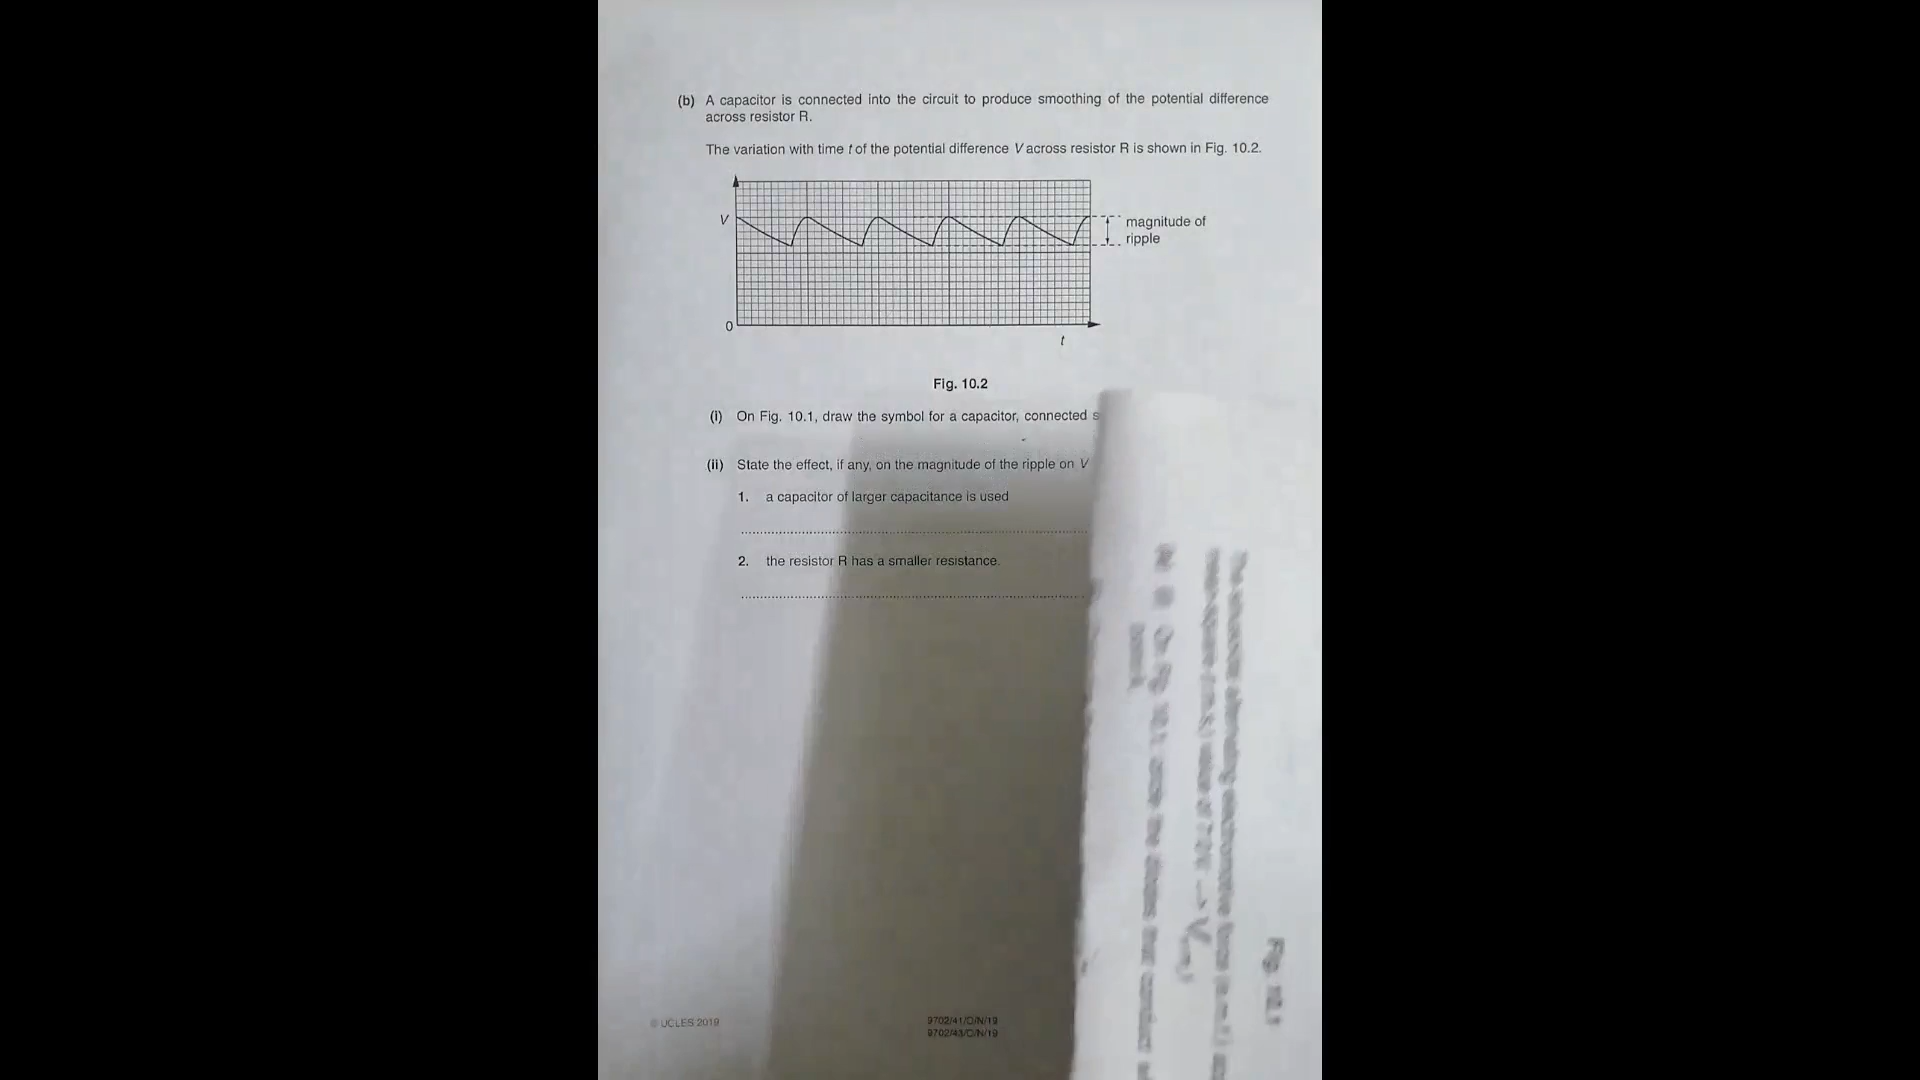 (b) A capacitor is connected into the circuit to produce smoothing of the potential difference
across resistor R.
The variation with time t of the potential difference V across resistor R is shown in Fig. 10.2.
V
magnitude of
ripple
0
t
Fig. 10.2
(i) On Fig. 10.1, draw the symbol for a capacitor, connected s
(ii) State the effect, if any, on the magnitude of the ripple on V
1. a capacitor of larger capacitance is used
2. the resistor R has a smaller resistance.
Fig. 10.1
© UCLES 2019
9702/41/O/N/19
9702/43/O/N/19